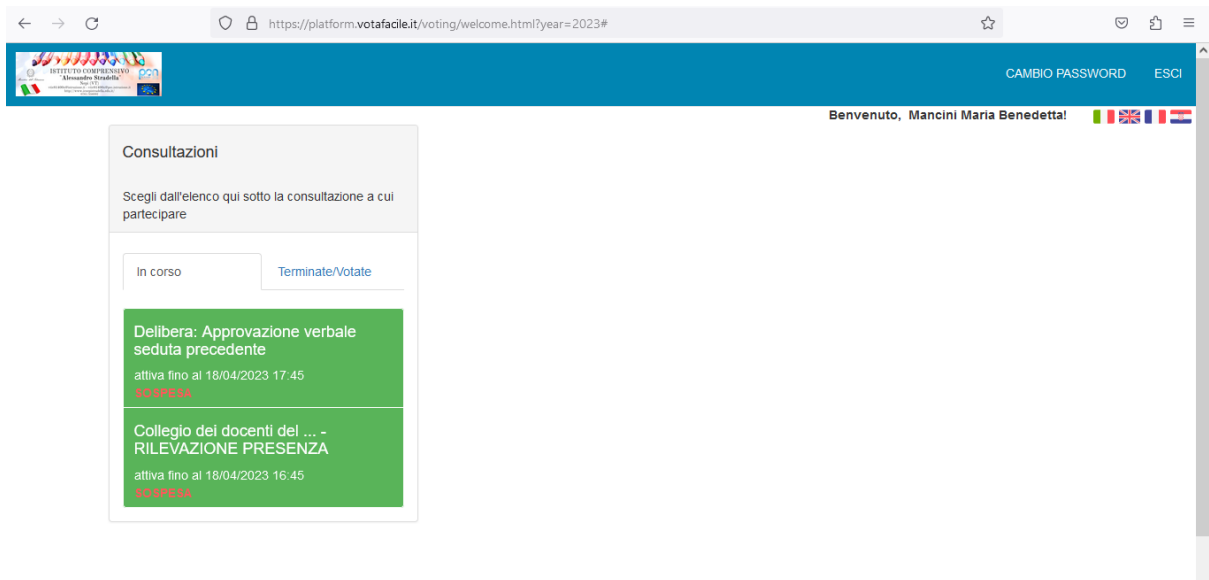 https://platform.votafacile.it/voting/welcome.html?year=2023#
ISTITUTO COMPRENSIVO
"Alessandro Stradella"
CAMBIO PASSWORD ESCI
Benvenuto, Mancini Maria Benedetta!
Consultazioni
Scegli dall'elenco qui sotto la consultazione a cui
partecipare
In corso Terminate/Votate
Delibera: Approvazione verbale
seduta precedente
attiva fino al 18/04/2023 17:45
SOSPESA
Collegio dei docenti del ... -
RILEVAZIONE PRESENZA
attiva fino al 18/04/2023 16:45
SOSPESA